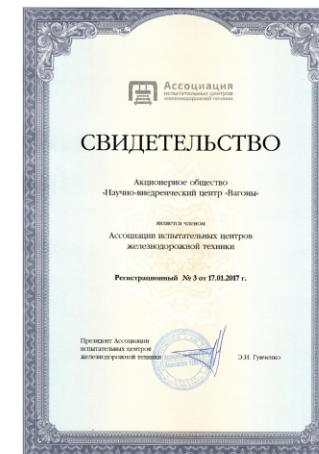 Ассоциация
испытательных центров
железнодорожной техники
СВИДЕТЕЛЬСТВО
Акционерное общество
«Научно-внедренческий центр «Вагоны»
является членом
Ассоциации испытательных центров
железнодорожной техники
Регистрационный № 3 от 17.01.2017 г.
Президент Ассоциации
испытательных центров
железнодорожной техники
Э.И. Гувченко